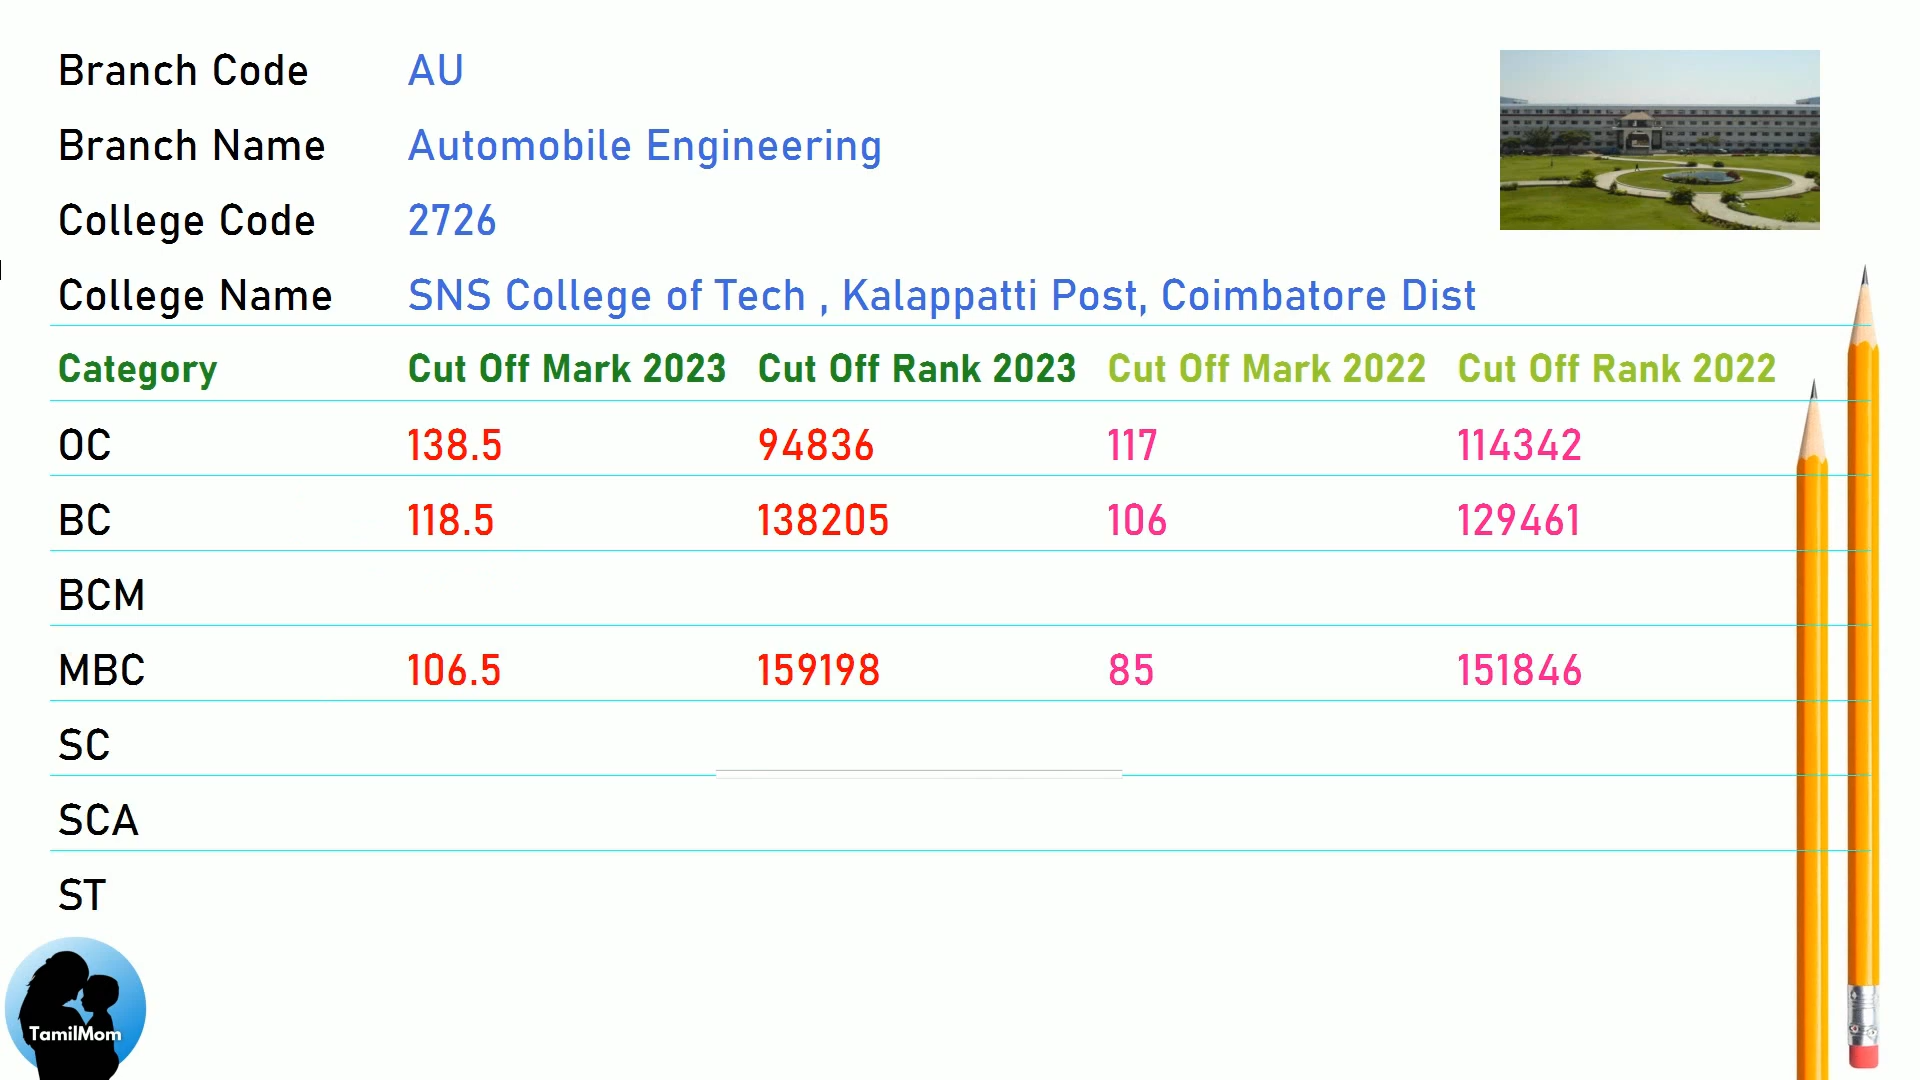 Branch Code AU
Branch Name Automobile Engineering
College Code 2726
College Name SNS College of Tech , Kalappatti Post, Coimbatore Dist
Category Cut Off Mark 2023 Cut Off Rank 2023 Cut Off Mark 2022 Cut Off Rank 2022
OC 138.5 94836 117 114342
BC 118.5 138205 106 129461
BCM
MBC 106.5 159198 85 151846
SC
SCA
ST
TamilMom